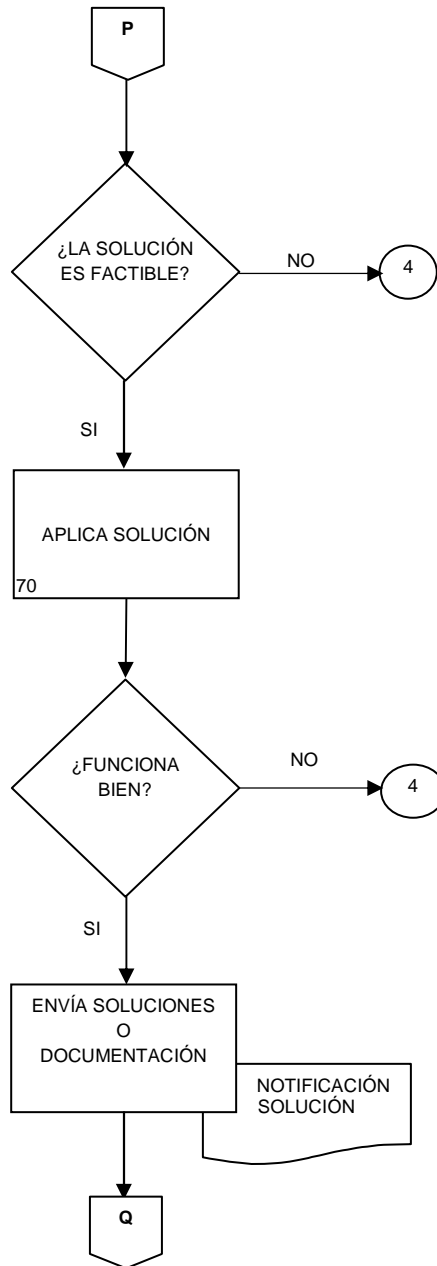 P
¿LA SOLUCIÓN
ES FACTIBLE?
NO
4
SI
APLICA SOLUCIÓN
70
¿FUNCIONA
BIEN?
NO
4
SI
ENVÍA SOLUCIONES
O
DOCUMENTACIÓN
NOTIFICACIÓN
SOLUCIÓN
Q